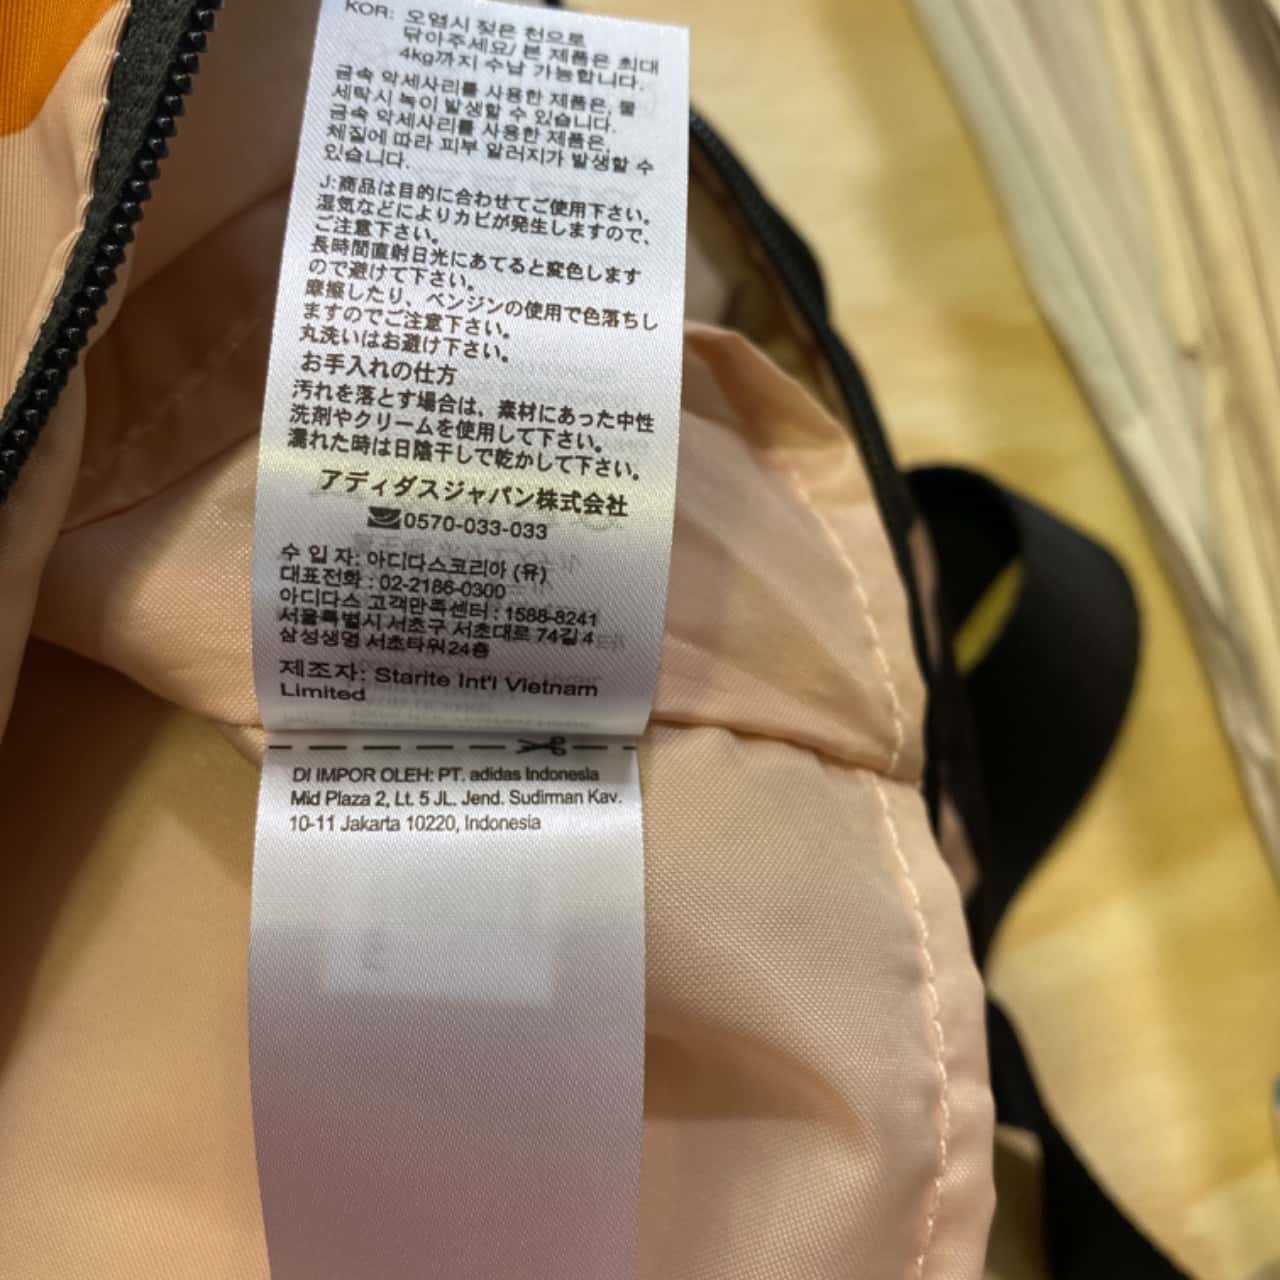 KOR: 오염시 젖은 천으로
닦아주세요/ 본 제품은 최대
4kg까지 수납 가능합니다.
금속 악세사리를 사용한 제품은, 물
세탁시 녹이 발생할 수 있습니다.
금속 악세사리를 사용한 제품은,
체질에 따라 피부 알러지가 발생할 수
있습니다.
J:商品は目的に合わせてご使用下さい。
湿気などによりカビが発生しますので、
ご注意下さい。
長時間直射日光にあてると変色します
ので避けて下さい。
摩擦したり、ベンジンの使用で色落ちし
ますのでご注意下さい。
丸洗いはお避け下さい。
お手入れの仕方
汚れを落とす場合は、素材にあった中性
洗剤やクリームを使用して下さい。
濡れた時は日陰干しで乾かして下さい。
アディダスジャパン株式会社
0570-033-033
수 입 자: 아디다스코리아 (유)
대표전화 : 02-2186-0300
아디다스 고객만족센터 : 1588-8241
서울특별시 서초구 서초대로 74길 4
삼성생명 서초타워24층
제조자: Starite Int'l Vietnam
Limited
DI IMPOR OLEH: PT. adidas Indonesia
Mid Plaza 2, Lt. 5 JL. Jend. Sudirman Kav.
10-11 Jakarta 10220, Indonesia